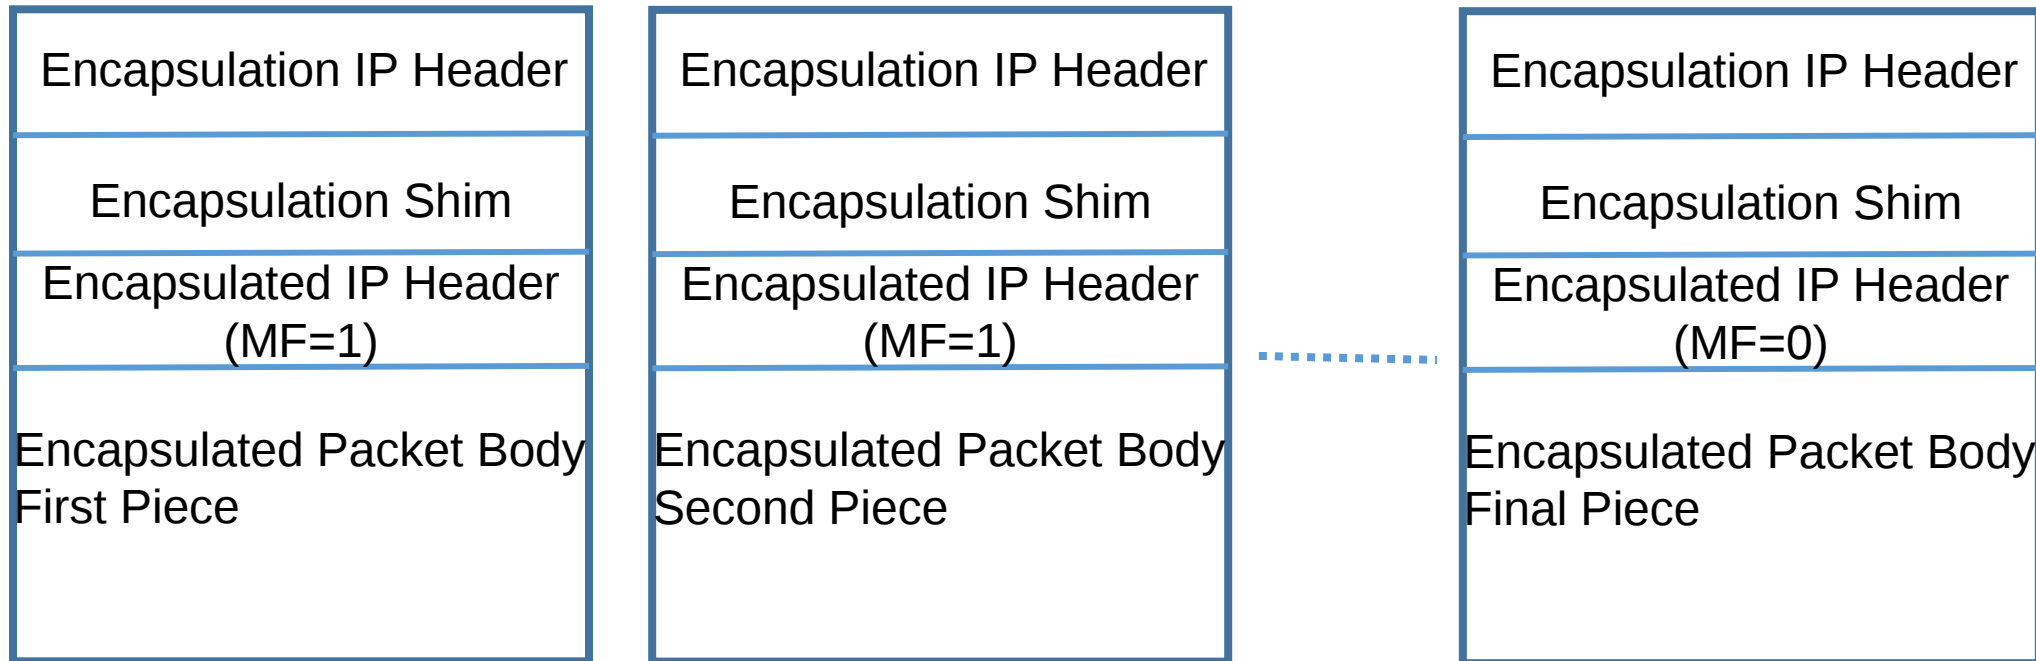 Encapsulation IP Header
Encapsulation Shim
Encapsulated IP Header
(MF=1)
Encapsulated Packet Body
First Piece
Encapsulation IP Header
Encapsulation Shim
Encapsulated IP Header
(MF=1)
Encapsulated Packet Body
Second Piece
Encapsulation IP Header
Encapsulation Shim
Encapsulated IP Header
(MF=0)
Encapsulated Packet Body
Final Piece